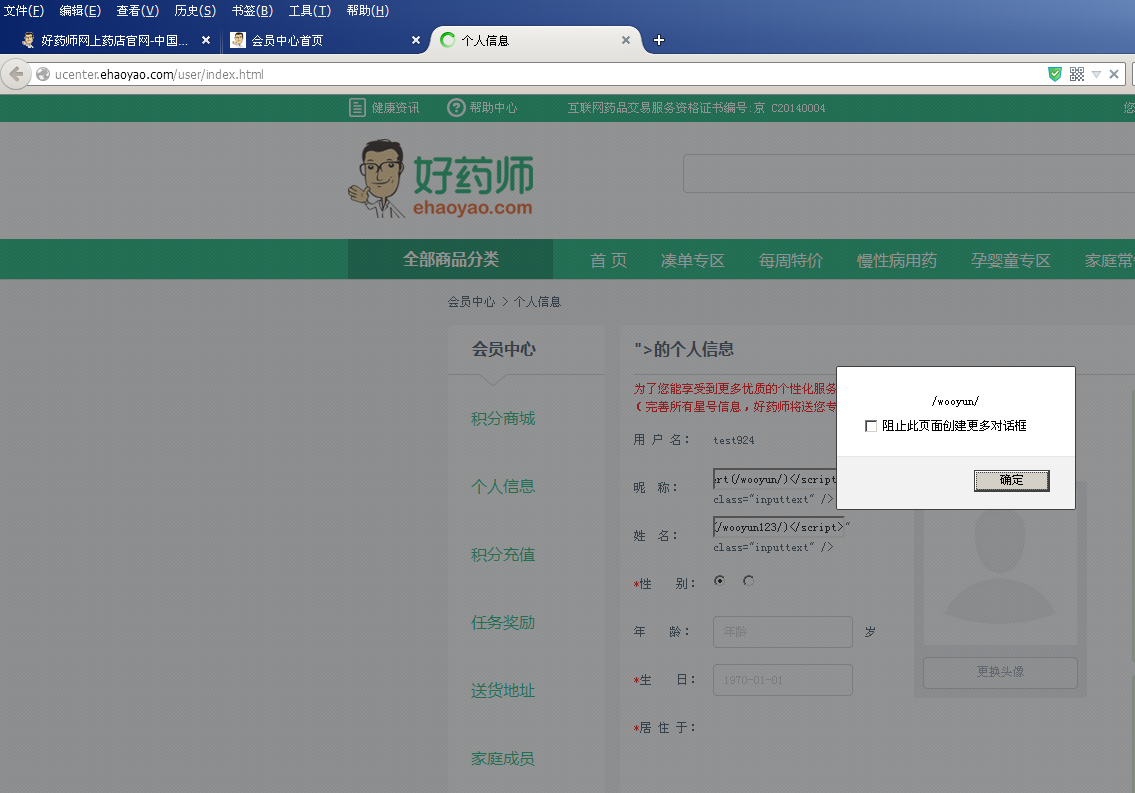 文件(F) 编辑(E) 查看(V) 历史(S) 书签(B) 工具(T) 帮助(H)
好药师网上药店官网-中国... 会员中心首页 个人信息
ucenter.ehaoyao.com/user/index.html
健康资讯 帮助中心 互联网药品交易服务资格证书编号:京 C20140004 您
好药师
ehaoyao.com
全部商品分类 首 页 凑单专区 每周特价 慢性病用药 孕婴童专区 家庭常
会员中心 > 个人信息
会员中心
积分商城
个人信息
积分充值
任务奖励
送货地址
家庭成员
">的个人信息
为了您能享受到更多优质的个性化服务
（完善所有星号信息，好药师将送您专
用 户 名： test924
昵 称： rt(/wooyun/)</script
class="inputtext" />
姓 名： /wooyun123/)</script>"
class="inputtext" />
*性 别：
年 龄： 年龄 岁
*生 日： 1970-01-01
*居 住 于：
更换头像
/wooyun/
阻止此页面创建更多对话框
确定